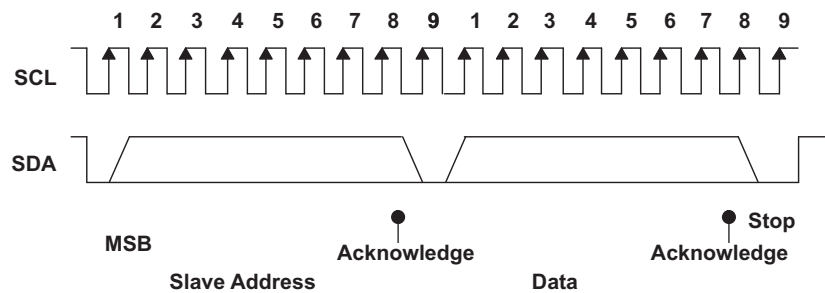 1 2 3 4 5 6 7 8 9 1 2 3 4 5 6 7 8 9
SCL
SDA
Stop
MSB Acknowledge Acknowledge
Slave Address Data